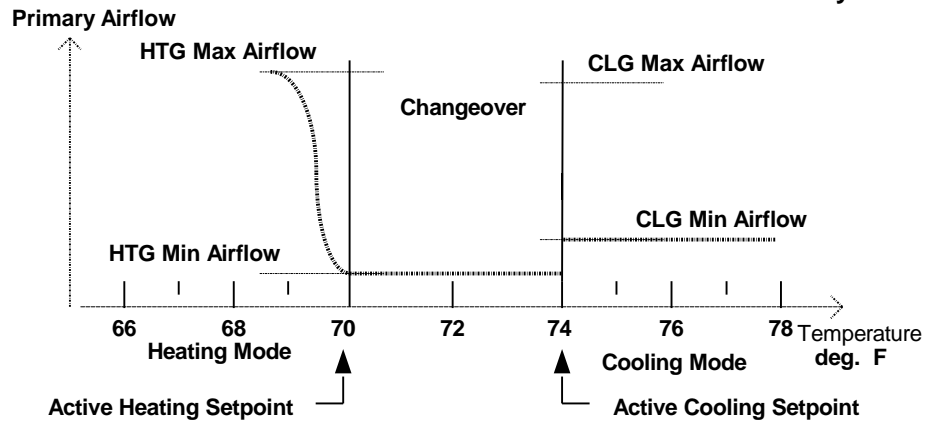 Primary Airflow
HTG Max Airflow
CLG Max Airflow
Changeover
CLG Min Airflow
HTG Min Airflow
66 68 70 72 74 76 78
Temperature
deg. F
Heating Mode
Cooling Mode
Active Heating Setpoint
Active Cooling Setpoint